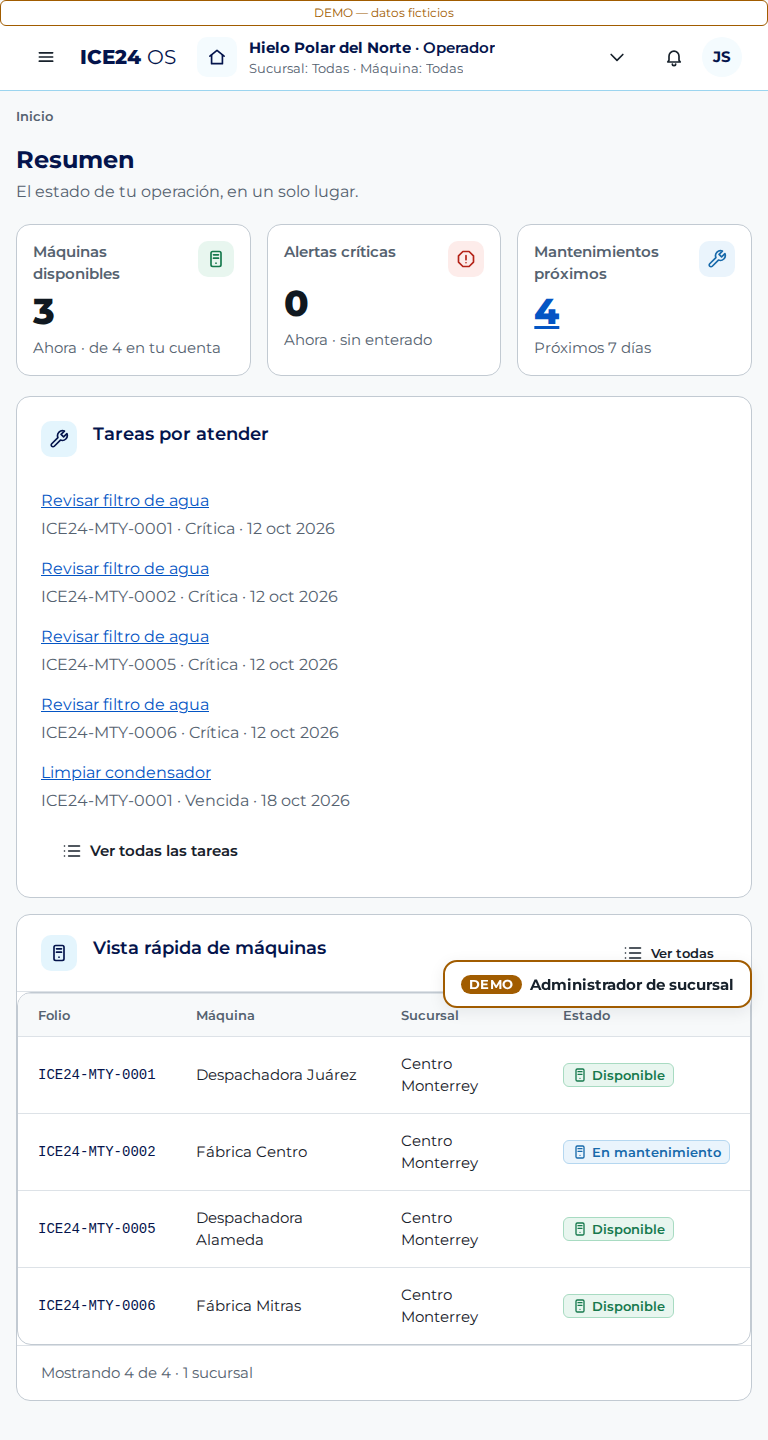 DEMO — datos ficticios
ICE24 OS
Hielo Polar del Norte · Operador
Sucursal: Todas · Máquina: Todas
JS
Inicio
Resumen
El estado de tu operación, en un solo lugar.
Máquinas disponibles
3
Ahora · de 4 en tu cuenta
Alertas críticas
0
Ahora · sin enterado
Mantenimientos próximos
4
Próximos 7 días
Tareas por atender
Revisar filtro de agua
ICE24-MTY-0001 · Crítica · 12 oct 2026
Revisar filtro de agua
ICE24-MTY-0002 · Crítica · 12 oct 2026
Revisar filtro de agua
ICE24-MTY-0005 · Crítica · 12 oct 2026
Revisar filtro de agua
ICE24-MTY-0006 · Crítica · 12 oct 2026
Limpiar condensador
ICE24-MTY-0001 · Vencida · 18 oct 2026
Ver todas las tareas
Vista rápida de máquinas
Ver todas
DEMO Administrador de sucursal
Folio Máquina Sucursal Estado
ICE24-MTY-0001 Despachadora Juárez Centro Monterrey Disponible
ICE24-MTY-0002 Fábrica Centro Centro Monterrey En mantenimiento
ICE24-MTY-0005 Despachadora Alameda Centro Monterrey Disponible
ICE24-MTY-0006 Fábrica Mitras Centro Monterrey Disponible
Mostrando 4 de 4 · 1 sucursal